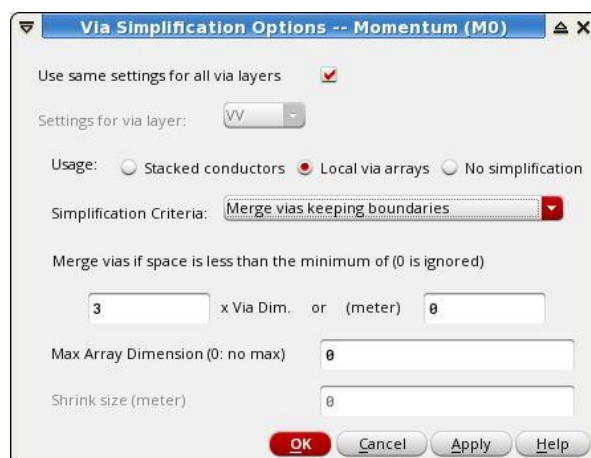 Via Simplification Options -- Momentum (M0)
Use same settings for all via layers
Settings for via layer: VV
Usage: Stacked conductors Local via arrays No simplification
Simplification Criteria: Merge vias keeping boundaries
Merge vias if space is less than the minimum of (0 is ignored)
3 x Via Dim. or (meter) 0
Max Array Dimension (0: no max) 0
Shrink size (meter) 0
OK Cancel Apply Help